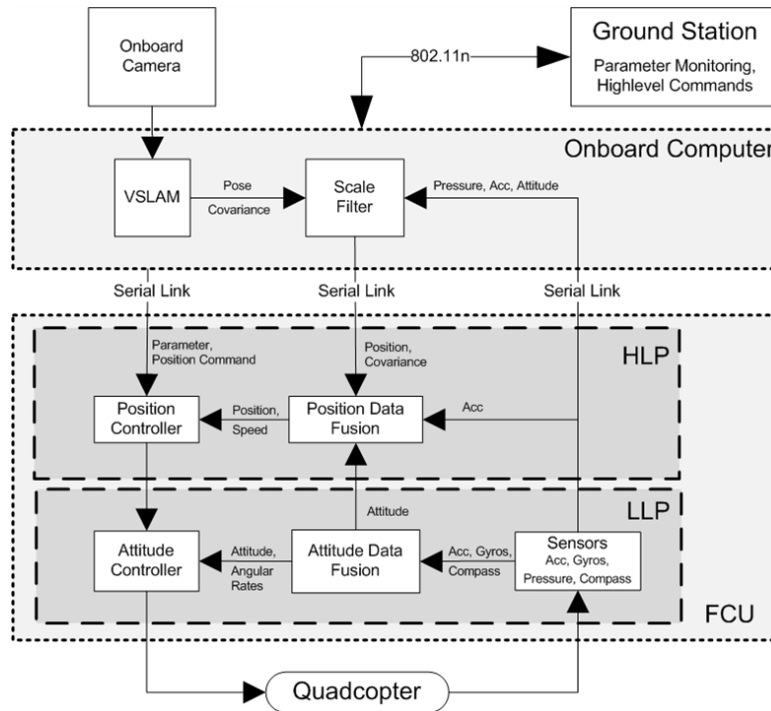 Onboard
Camera
802.11n
Ground Station
Parameter Monitoring,
Highlevel Commands
Onboard Computer
VSLAM
Pose
Covariance
Scale
Filter
Pressure, Acc, Attitude
Serial Link
Serial Link
Serial Link
HLP
Parameter,
Position Command
Position,
Covariance
Position
Controller
Position,
Speed
Position Data
Fusion
Acc
LLP
Attitude
Attitude
Controller
Attitude,
Angular
Rates
Attitude Data
Fusion
Acc, Gyros,
Compass
Sensors
Acc, Gyro,
Pressure, Compass
FCU
Quadcopter